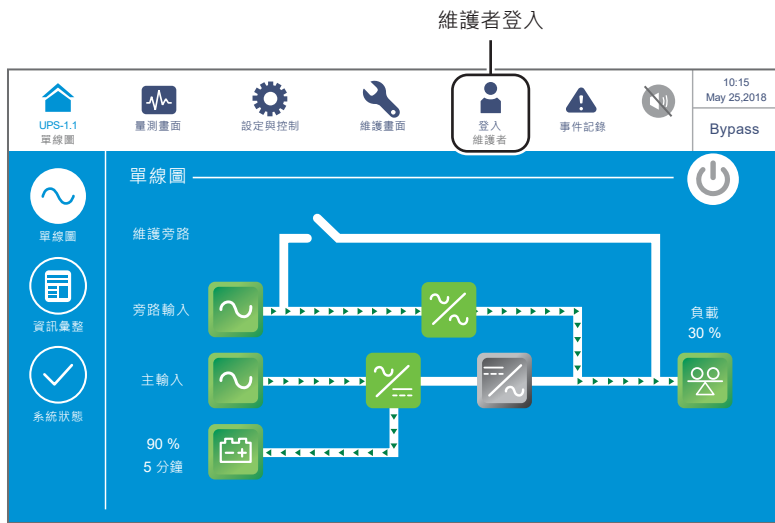 維護者登入
UPS-1.1
單線圖
量測畫面
設定與控制
維護畫面
登入
維護者
事件記錄
10:15
May 25,2018
Bypass
單線圖
資訊彙整
系統狀態
單線圖
維護旁路
旁路輸入
主輸入
90 %
5 分鐘
負載
30 %